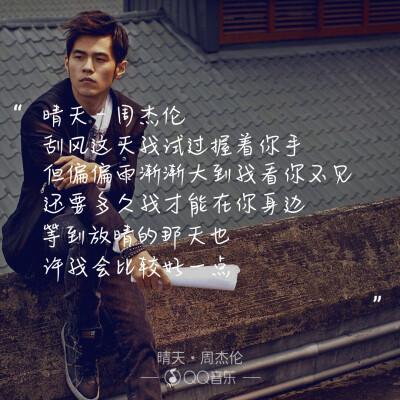 “
晴天-周杰伦
刮风这天我试过握着你手
但偏偏雨渐渐大到我看你不见
还要多久我才能在你身边
等到放晴的那天也
许我会比较好一点
”
晴天·周杰伦
QQ音乐